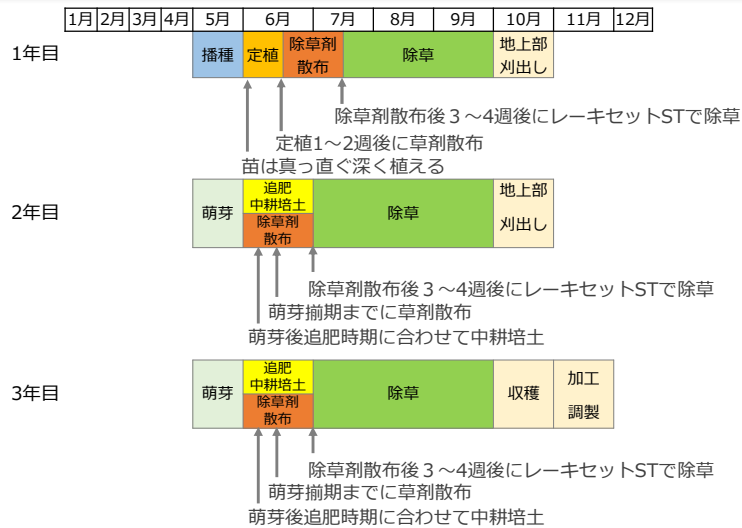 1月 2月 3月 4月 5月 6月 7月 8月 9月 10月 11月 12月
1年目
播種
定植
除草剤
散布
除草
地上部
刈出し
除草剤散布後３～4週後にレーキセットSTで除草
定植1～2週後に草剤散布
苗は真っ直ぐ深く植える
2年目
萌芽
追肥
中耕培土
除草剤
散布
除草
地上部
刈出し
除草剤散布後３～4週後にレーキセットSTで除草
萌芽揃期までに草剤散布
萌芽後追肥時期に合わせて中耕培土
3年目
萌芽
追肥
中耕培土
除草剤
散布
除草
収穫
加工
調製
除草剤散布後３～4週後にレーキセットSTで除草
萌芽揃期までに草剤散布
萌芽後追肥時期に合わせて中耕培土